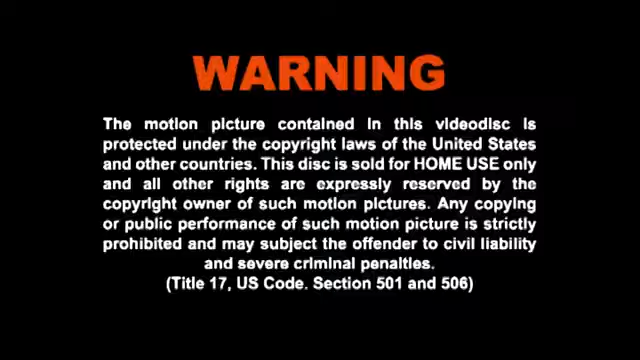 WARNING
The motion picture contained in this videodisc is
protected under the copyright laws of the United States
and other countries. This disc is sold for HOME USE only
and all other rights are expressly reserved by the
copyright owner of such motion pictures. Any copying
or public performance of such motion picture is strictly
prohibited and may subject the offender to civil liability
and severe criminal penalties.
(Title 17, US Code. Section 501 and 506)